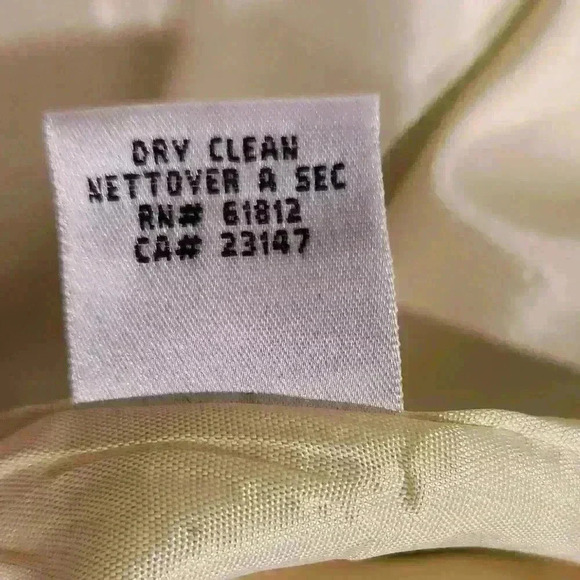 DRY CLEAN
NETTOYER A SEC
RN# 61812
CA# 23147